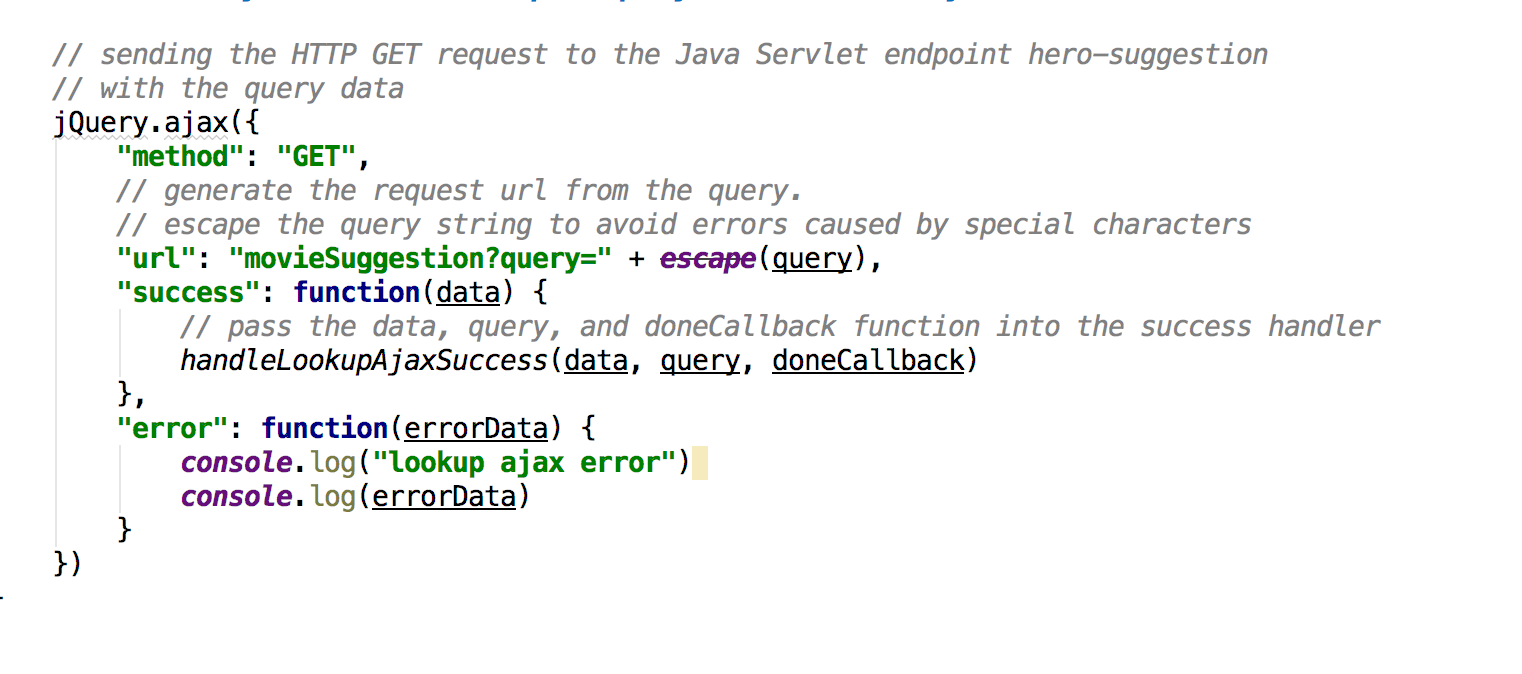 // sending the HTTP GET request to the Java Servlet endpoint hero-suggestion
// with the query data
jQuery.ajax({
    "method": "GET",
    // generate the request url from the query.
    // escape the query string to avoid errors caused by special characters
    "url": "movieSuggestion?query=" + escape(query),
    "success": function(data) {
        // pass the data, query, and doneCallback function into the success handler
        handleLookupAjaxSuccess(data, query, doneCallback)
    },
    "error": function(errorData) {
        console.log("lookup ajax error")
        console.log(errorData)
    }
})